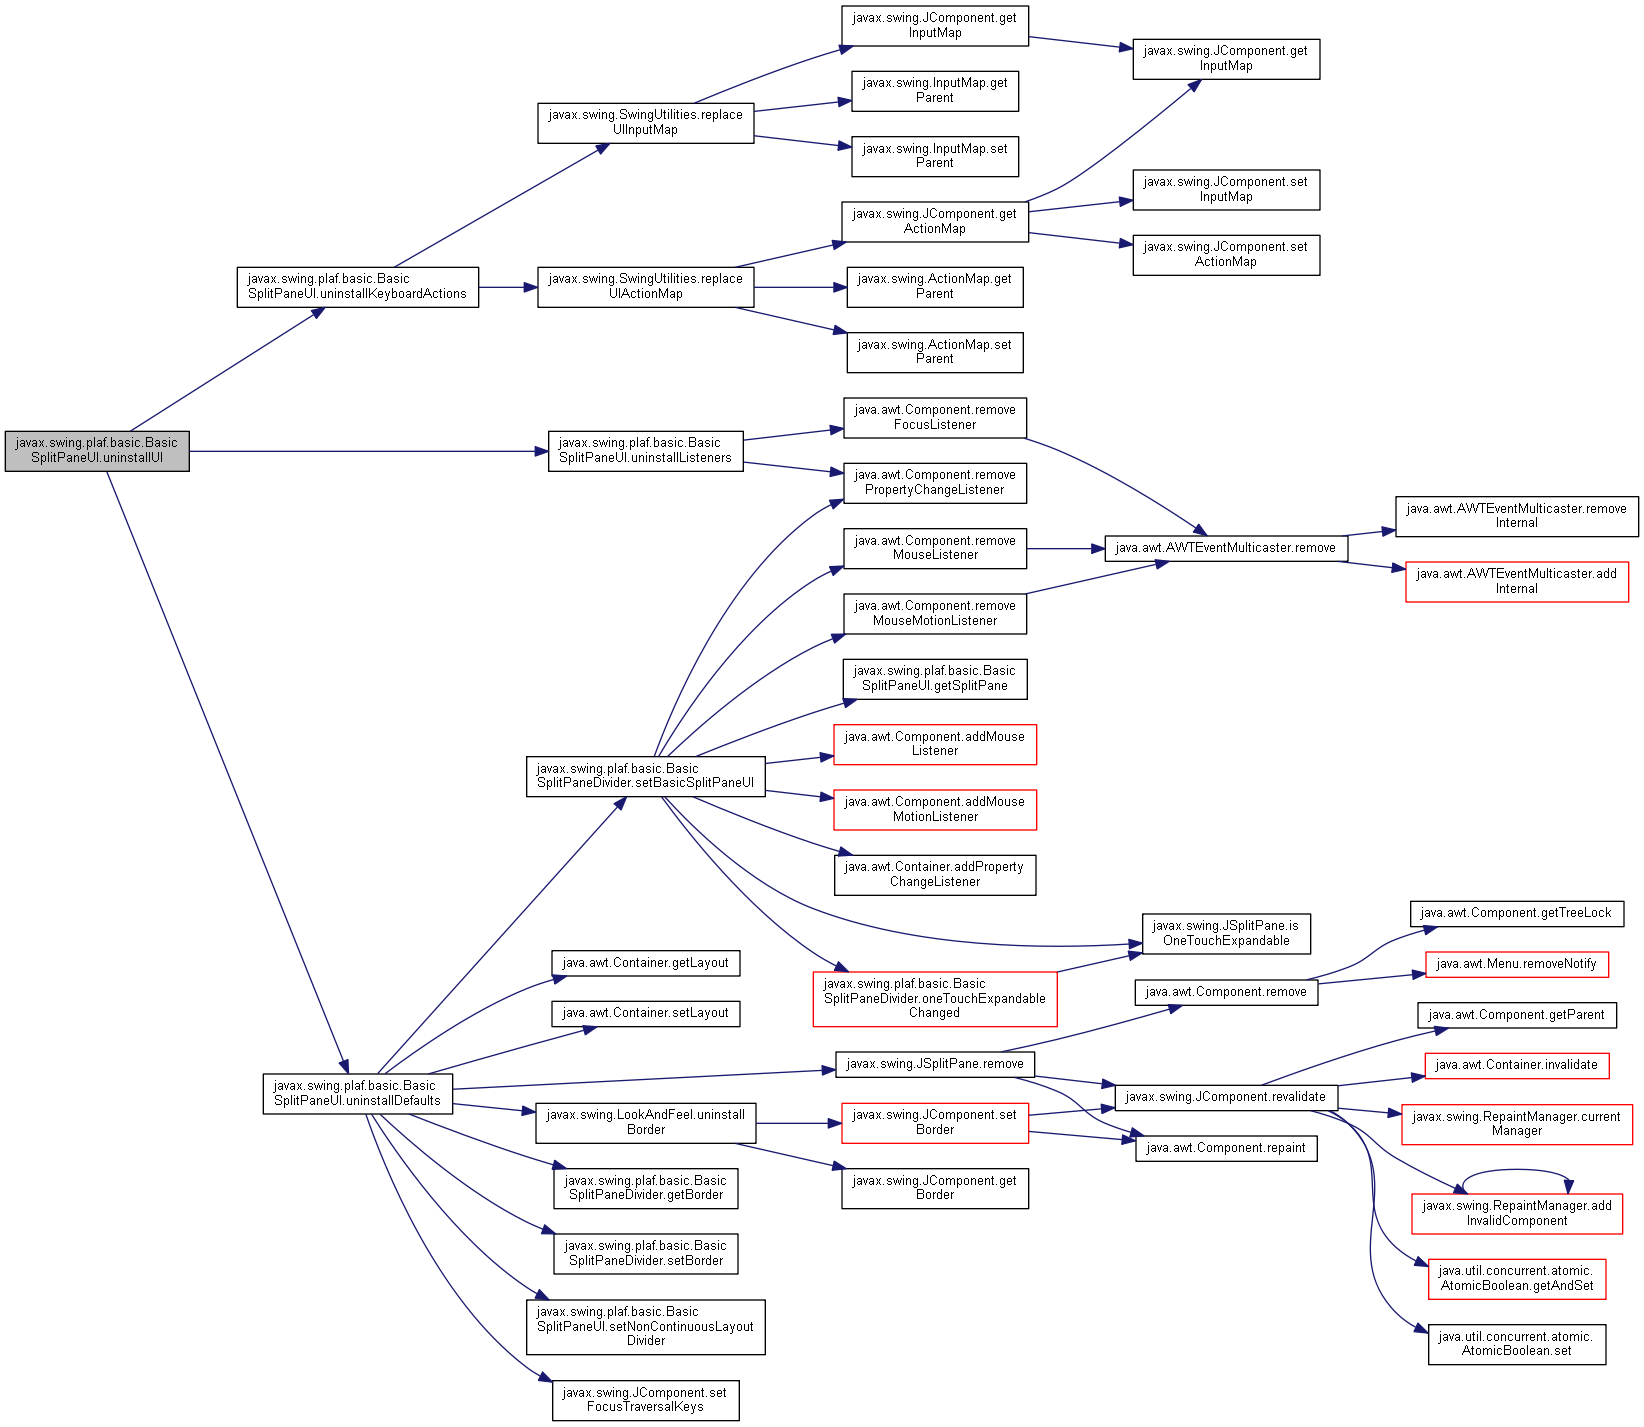 javax.swing.plaf.basic.Basic
SplitPaneUI.uninstallUI
javax.swing.plaf.basic.Basic
SplitPaneUI.uninstallKeyboardActions
javax.swing.SwingUtilities.replace
UIInputMap
javax.swing.JComponent.get
InputMap
javax.swing.JComponent.get
InputMap
javax.swing.InputMap.get
Parent
javax.swing.InputMap.set
Parent
javax.swing.SwingUtilities.replace
UIActionMap
javax.swing.JComponent.get
ActionMap
javax.swing.JComponent.set
InputMap
javax.swing.JComponent.set
ActionMap
javax.swing.ActionMap.get
Parent
javax.swing.ActionMap.set
Parent
javax.swing.plaf.basic.Basic
SplitPaneUI.uninstallListeners
java.awt.Component.remove
FocusListener
java.awt.Component.remove
PropertyChangeListener
java.awt.Component.remove
MouseListener
java.awt.AWTEventMulticaster.remove
java.awt.AWTEventMulticaster.remove
Internal
java.awt.AWTEventMulticaster.add
Internal
java.awt.Component.remove
MouseMotionListener
javax.swing.plaf.basic.Basic
SplitPaneUI.getSplitPane
javax.swing.plaf.basic.Basic
SplitPaneDivider.setBasicSplitPaneUI
java.awt.Component.addMouse
Listener
java.awt.Component.addMouse
MotionListener
java.awt.Container.addProperty
ChangeListener
javax.swing.JSplitPane.is
OneTouchExpandable
javax.swing.plaf.basic.Basic
SplitPaneDivider.oneTouchExpandable
Changed
javax.swing.plaf.basic.Basic
SplitPaneUI.uninstallDefaults
java.awt.Container.getLayout
java.awt.Container.setLayout
javax.swing.JSplitPane.remove
java.awt.Component.remove
java.awt.Component.getTreeLock
java.awt.Menu.removeNotify
javax.swing.LookAndFeel.uninstall
Border
javax.swing.JComponent.set
Border
javax.swing.JComponent.get
Border
javax.swing.JComponent.revalidate
java.awt.Component.repaint
java.awt.Component.getParent
java.awt.Container.invalidate
javax.swing.RepaintManager.current
Manager
javax.swing.RepaintManager.add
InvalidComponent
java.util.concurrent.atomic.
AtomicBoolean.getAndSet
java.util.concurrent.atomic.
AtomicBoolean.set
javax.swing.plaf.basic.Basic
SplitPaneDivider.getBorder
javax.swing.plaf.basic.Basic
SplitPaneDivider.setBorder
javax.swing.plaf.basic.Basic
SplitPaneUI.setNonContinuousLayout
Divider
javax.swing.JComponent.set
FocusTraversalKeys